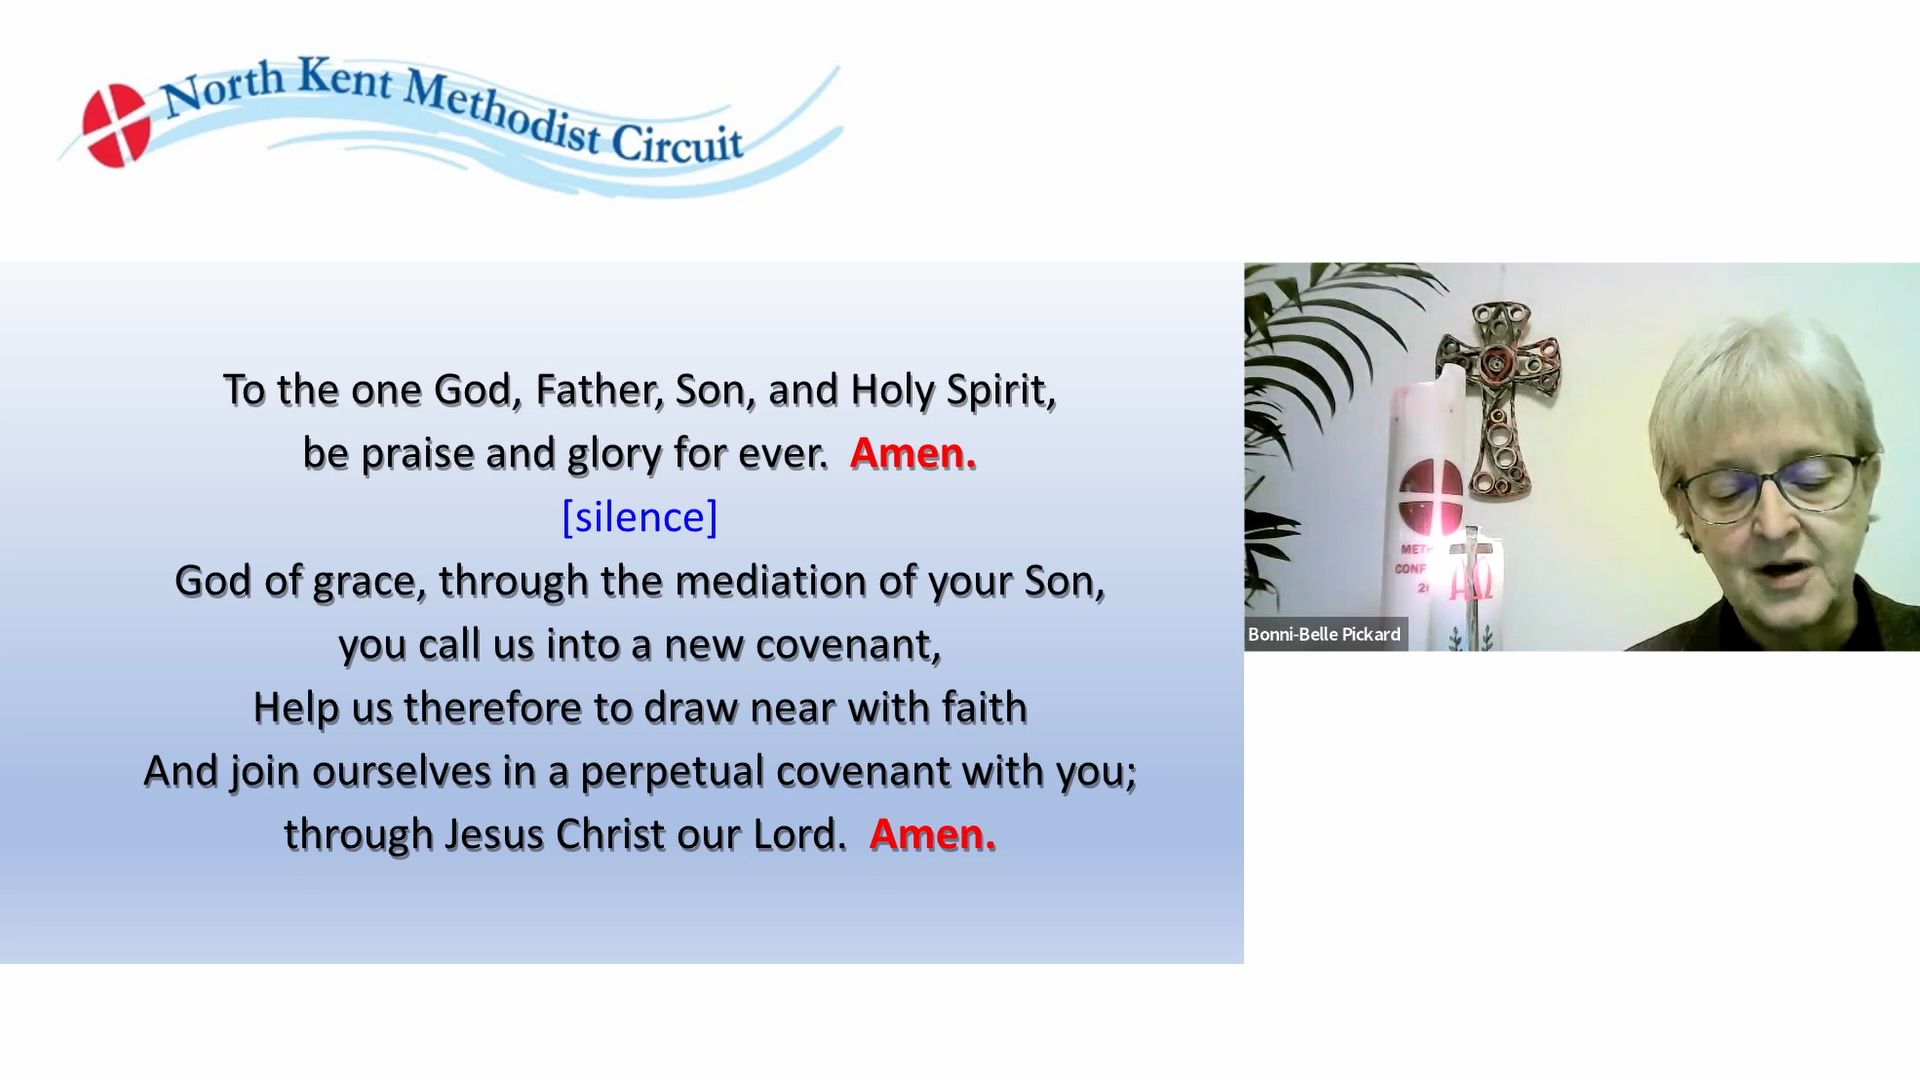 North Kent Methodist Circuit
To the one God, Father, Son, and Holy Spirit,
be praise and glory for ever. Amen.
[silence]
God of grace, through the mediation of your Son,
you call us into a new covenant,
Help us therefore to draw near with faith
And join ourselves in a perpetual covenant with you;
through Jesus Christ our Lord. Amen.
ΑΩ
Bonni-Belle Pickard